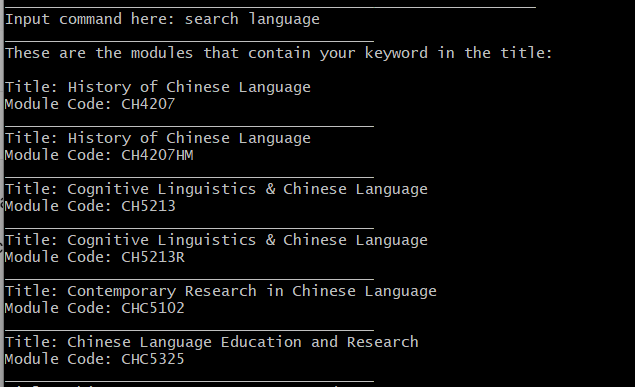 Input command here: search language
These are the modules that contain your keyword in the title:
Title: History of Chinese Language
Module Code: CH4207
Title: History of Chinese Language
Module Code: CH4207HM
Title: Cognitive Linguistics & Chinese Language
Module Code: CH5213
Title: Cognitive Linguistics & Chinese Language
Module Code: CH5213R
Title: Contemporary Research in Chinese Language
Module Code: CHC5102
Title: Chinese Language Education and Research
Module Code: CHC5325